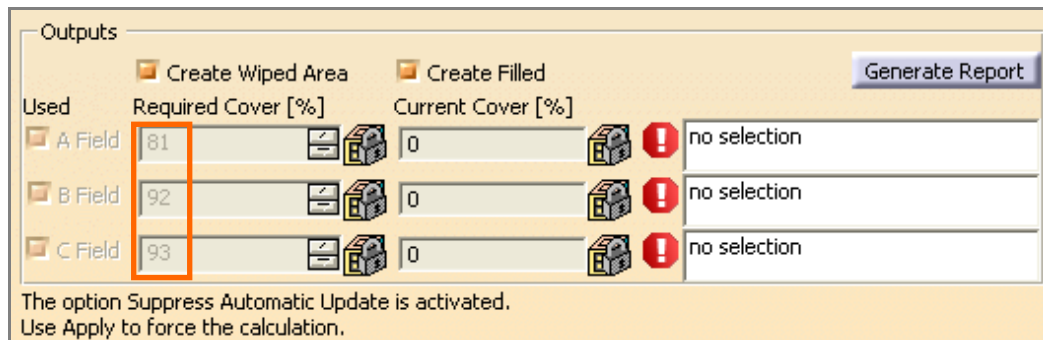 Outputs
Create Wiped Area Create Filled Generate Report
Used Required Cover [%] Current Cover [%]
A Field 81 0 no selection
B Field 92 0 no selection
C Field 93 0 no selection
The option Suppress Automatic Update is activated.
Use Apply to force the calculation.